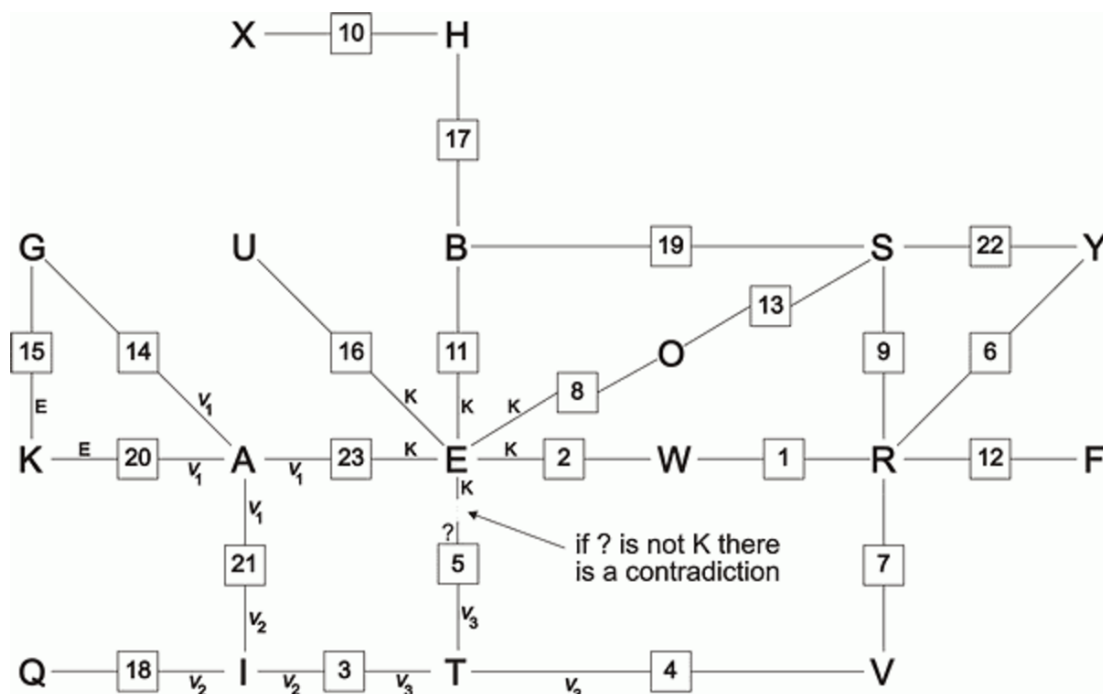 X 10 H
17
G U B 19 S 22 Y
13
15 14 16 11 O 9 6
8
E V1 K K K
K E 20 V1 A V1 23 K E K 2 W 1 R 12 F
V1 K
? if ? is not K there
21 5 is a contradiction 7
V2 V3
Q 18 V2 I V2 3 V3 T V3 4 V